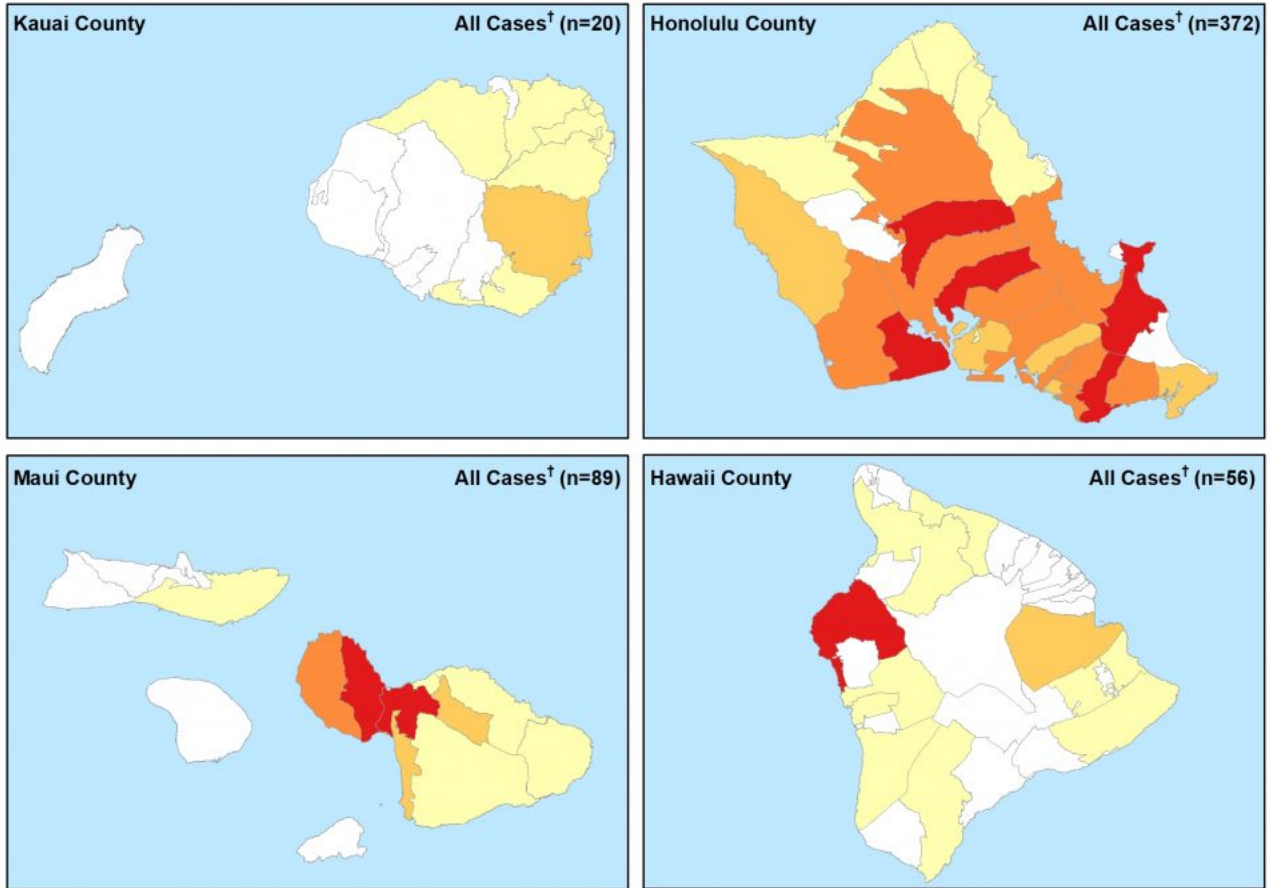 Kauai County All Cases† (n=20)
Honolulu County All Cases† (n=372)
Maui County All Cases† (n=89)
Hawaii County All Cases† (n=56)